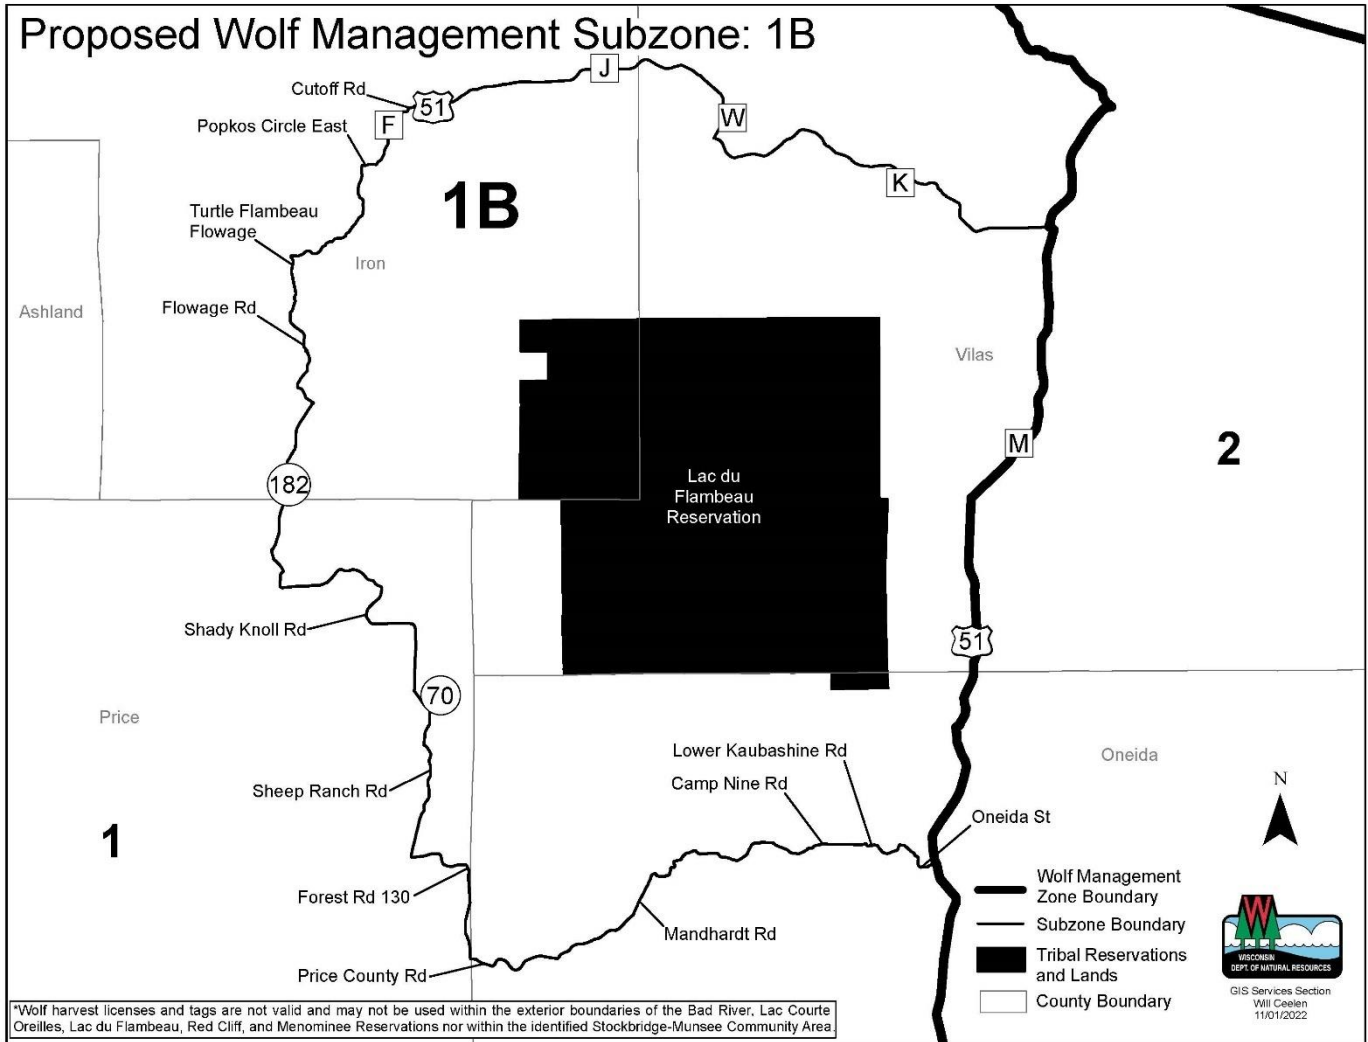 Proposed Wolf Management Subzone: 1B
J
Cutoff Rd
51
W
F
Popkos Circle East
K
1B
Turtle Flambeau
Flowage
Iron
Ashland
Flowage Rd
Vilas
M
2
182
Lac du
Flambeau
Reservation
Shady Knoll Rd
51
70
Price
Lower Kaubashine Rd
Oneida
Camp Nine Rd
Sheep Ranch Rd
N
Oneida St
1
Forest Rd 130
Mandhardt Rd
Price County Rd
Wolf Management
Zone Boundary
Subzone Boundary
Tribal Reservations
and Lands
County Boundary
W
WISCONSIN
DEPT. OF NATURAL RESOURCES
GIS Services Section
Will Ceelen
11/01/2022
*Wolf harvest licenses and tags are not valid and may not be used within the exterior boundaries of the Bad River, Lac Courte
Oreilles, Lac du Flambeau, Red Cliff, and Menominee Reservations nor within the identified Stockbridge-Munsee Community Area.